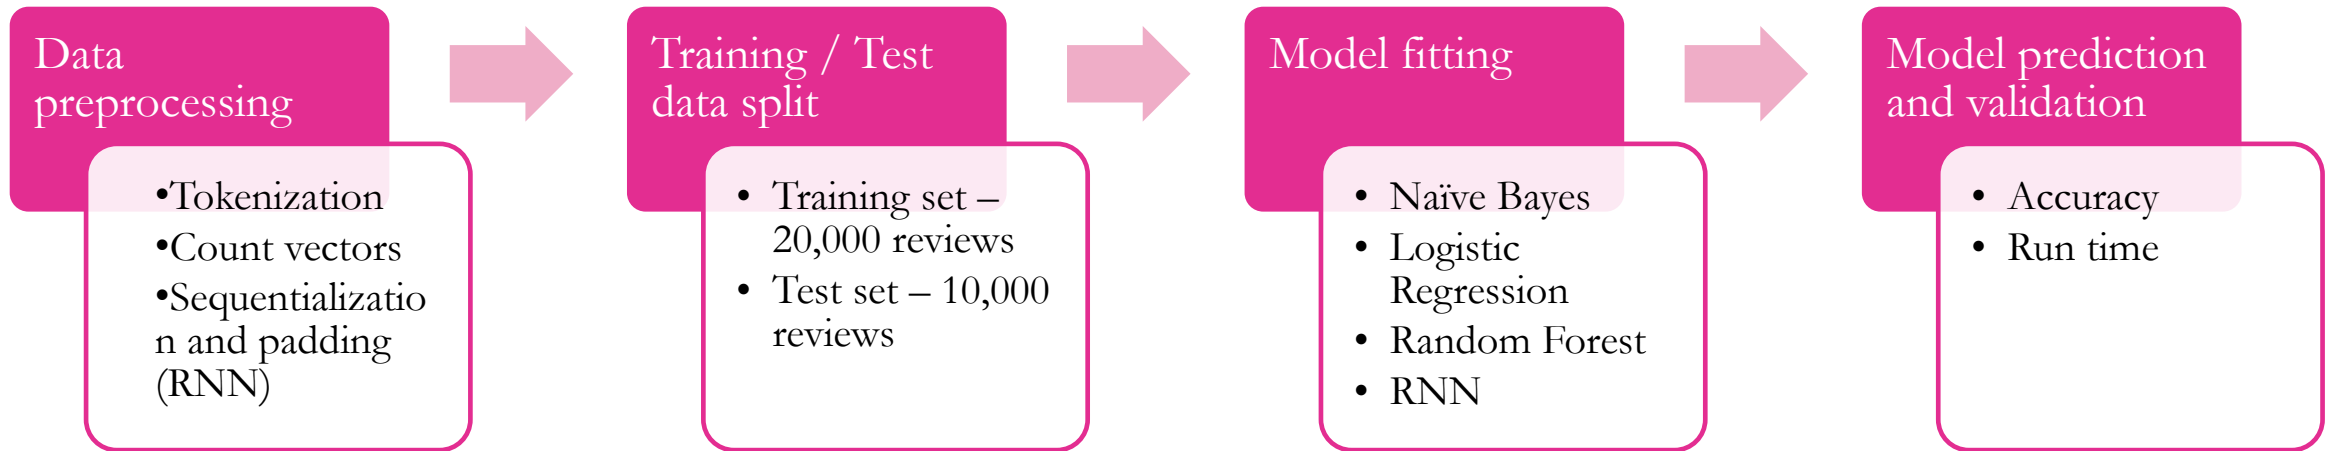 Data
preprocessing
•Tokenization
•Count vectors
•Sequentializatio
n and padding
(RNN)
Training / Test
data split
• Training set –
20,000 reviews
• Test set – 10,000
reviews
Model fitting
• Naïve Bayes
• Logistic
Regression
• Random Forest
• RNN
Model prediction
and validation
• Accuracy
• Run time